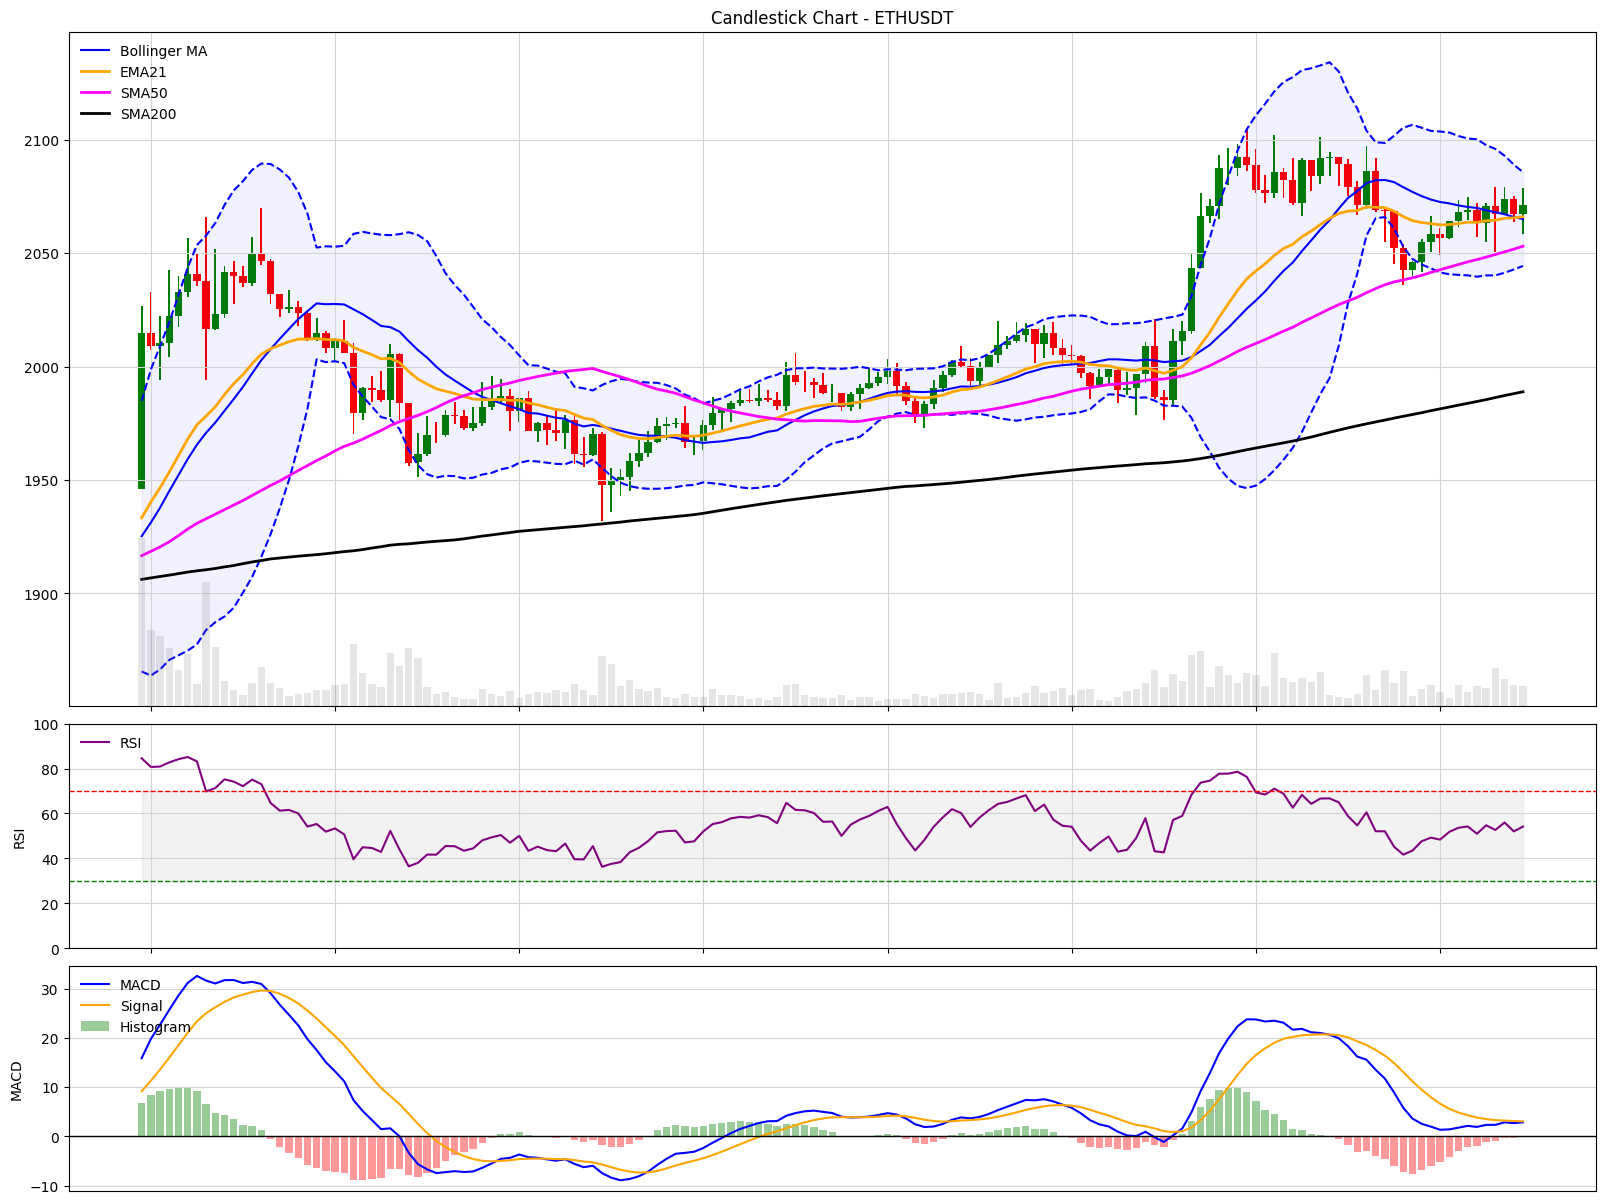 Candlestick Chart - ETHUSDT
Bollinger MA
EMA21
SMA50
SMA200
2100
2050
2000
1950
1900
RSI
100
80
60
40
20
0
RSI
MACD
Signal
Histogram
30
20
10
0
−10
MACD